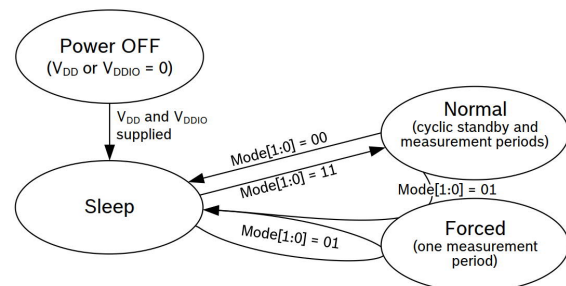 Power OFF
(VDD or VDDIO = 0)
VDD and VDDIO
supplied
Mode[1:0] = 00
Mode[1:0] = 11
Normal
(cyclic standby and
measurement periods)
Mode[1:0] = 01
Sleep
Mode[1:0] = 01
Forced
(one measurement
period)